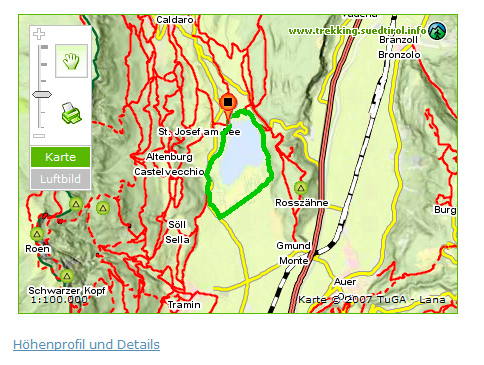 Caldaro
www.trekking.suedtirol.info
Bränzoll
Bronzolo
St. Josef am See
Karte
Altenburg
Castelvecchio
Luftbild
Rosszähne
Burg
Söll
Sella
Roen
Gmund
Monte
Auer
Schwarzer Kopf
1:100.000
Tramin
Karte © 2007 TuGA - Lana
Höhenprofil und Details